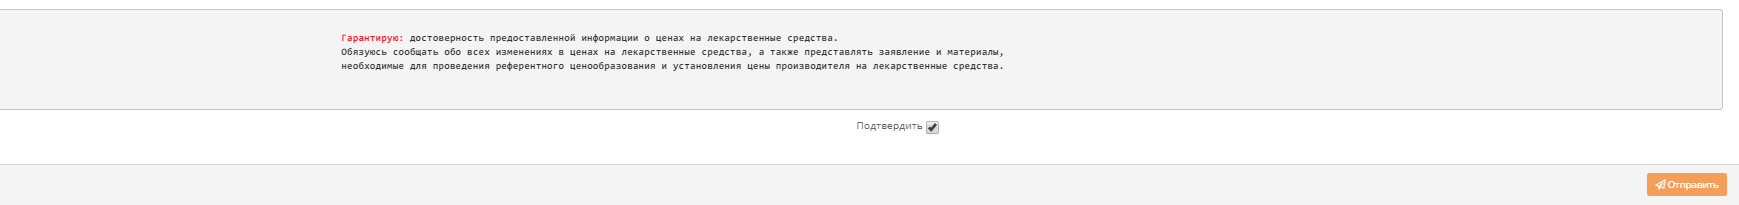 Гарантирую: достоверность предоставленной информации о ценах на лекарственные средства.
Обязуюсь сообщать обо всех изменениях в ценах на лекарственные средства, а также представлять заявление и материалы,
необходимые для проведения референтного ценообразования и установления цены производителя на лекарственные средства.
Подтвердить
Отправить